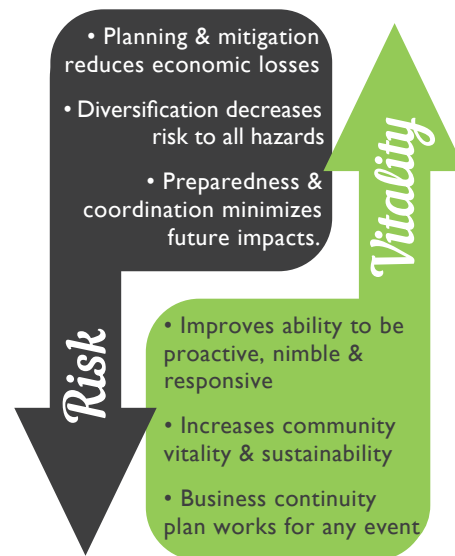 • Planning & mitigation
reduces economic losses
• Diversification decreases
risk to all hazards
• Preparedness &
coordination minimizes
future impacts.
Risk
Vitality
• Improves ability to be
proactive, nimble &
responsive
• Increases community
vitality & sustainability
• Business continuity
plan works for any event